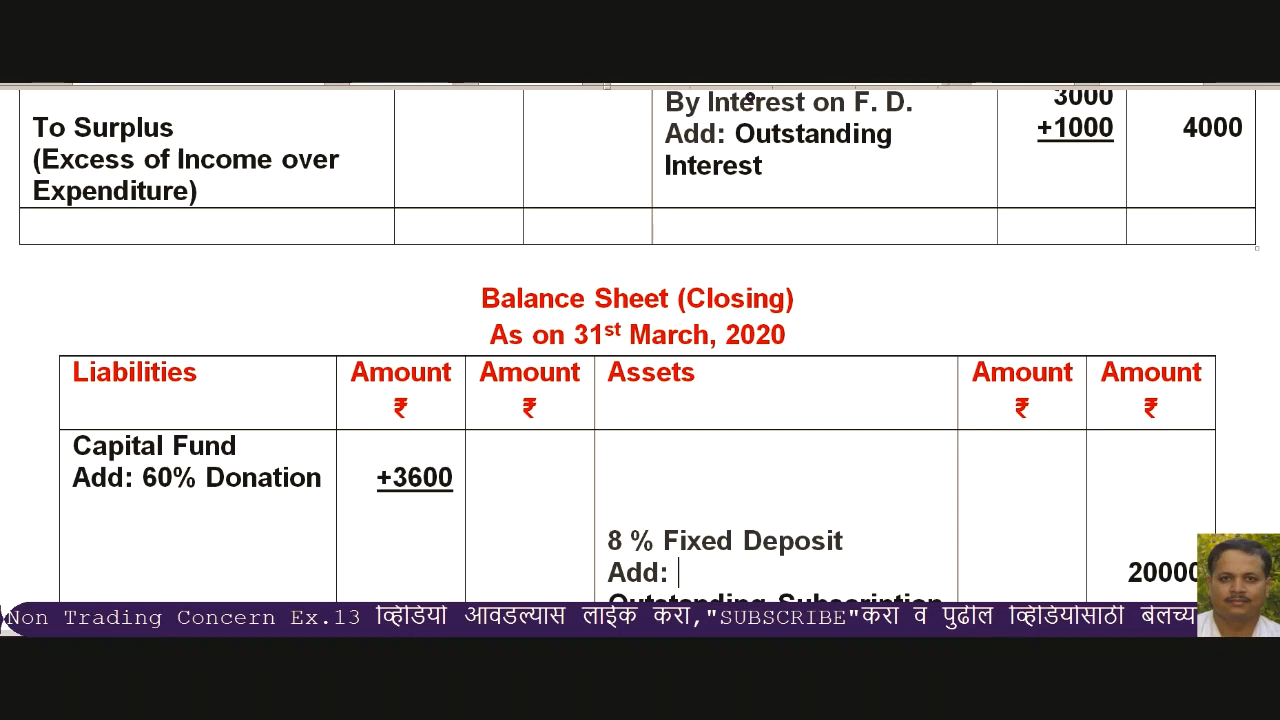 By Interest on F. D.
3000
To Surplus
Add: Outstanding
+1000
4000
(Excess of Income over
Interest
Expenditure)
Balance Sheet (Closing)
As on 31st March, 2020
Liabilities
Amount
Amount
Assets
Amount
Amount
₹
₹
₹
₹
Capital Fund
Add: 60% Donation
+3600
8 % Fixed Deposit
Add:
20000
Outstanding Subscription
Non Trading Concern Ex.13 व्हिडियो आवडल्यास लाईक करा,"SUBSCRIBE"करा व पुढील व्हिडियोसाठी बेलच्य